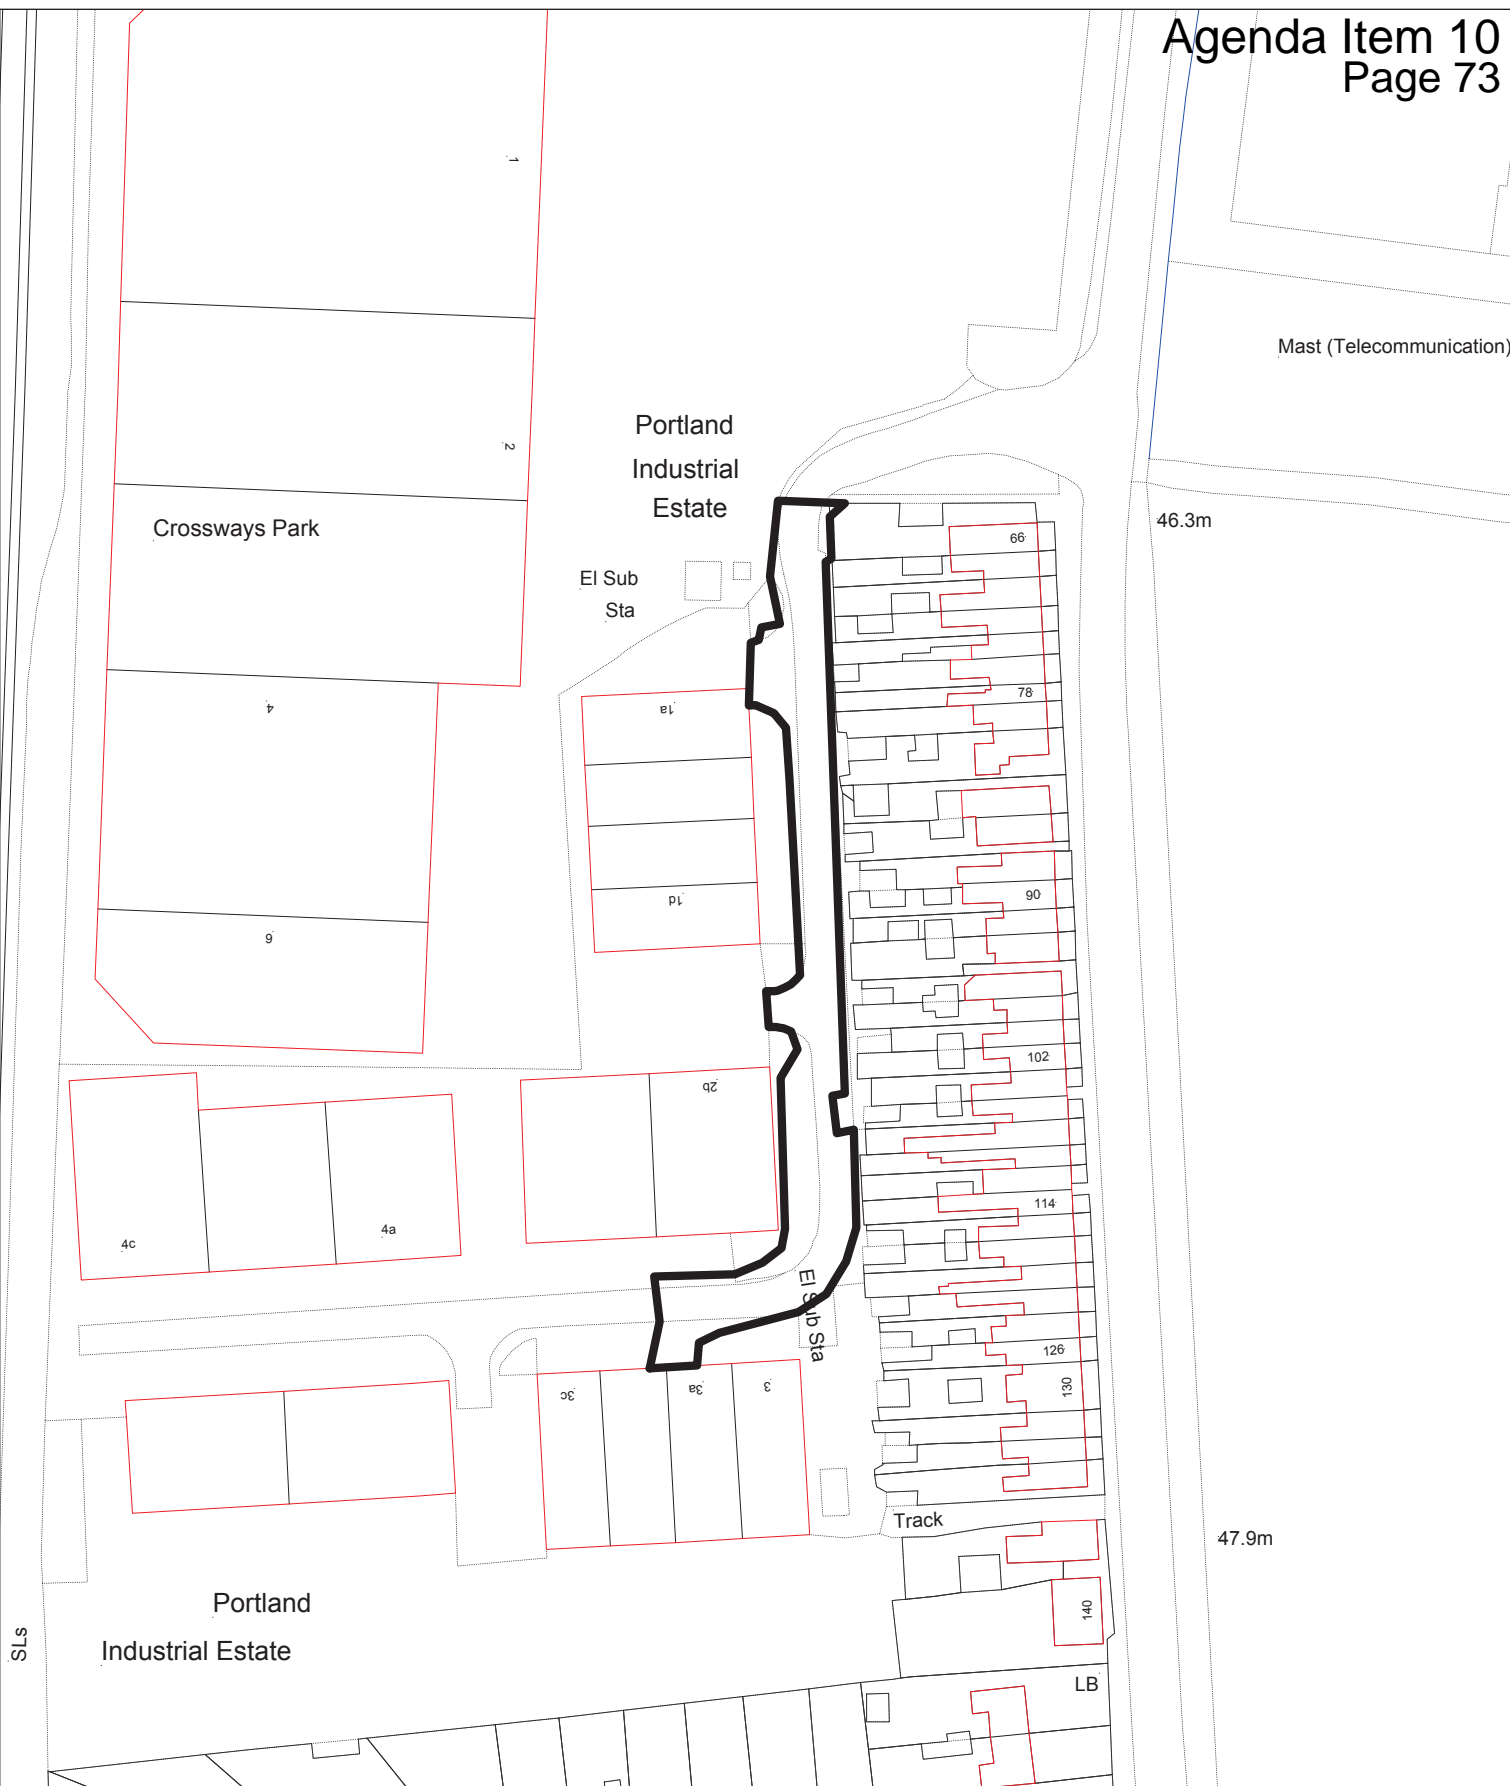 Agenda Item 10
Page 73
1
Mast (Telecommunication)
Portland
Industrial
Estate
2
Crossways Park
46.3m
66
El Sub
Sta
78
4
1a
90
1d
6
102
2b
114
4a
4c
El Sub Sta
126
130
3c
3a
3
Track
47.9m
Portland
Industrial Estate
140
SLs
LB